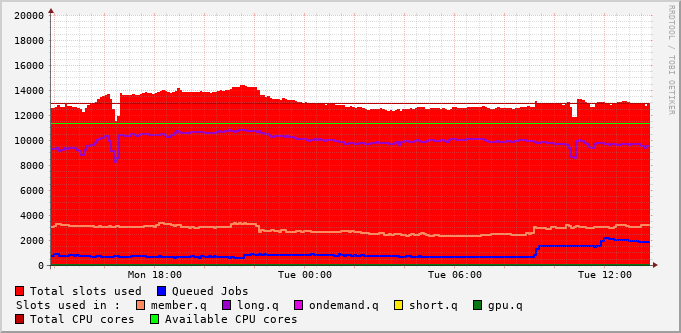 RRDTOOL / TOBI OETIKER
20000
18000
16000
14000
12000
10000
8000
6000
4000
2000
0
Mon 18:00 Tue 00:00 Tue 06:00 Tue 12:00
Total slots used Queued Jobs
Slots used in : member.q long.q ondemand.q short.q gpu.q
Total CPU cores Available CPU cores